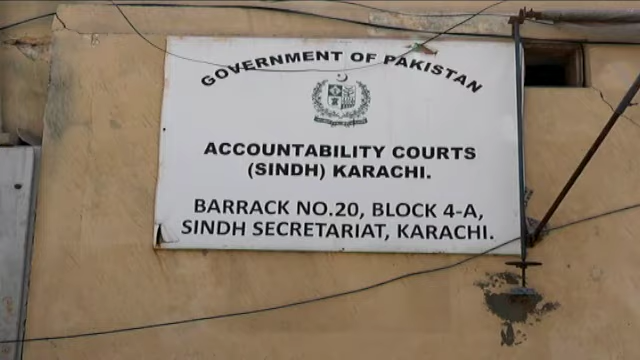 GOVERNMENT OF PAKISTAN
ACCOUNTABILITY COURTS
(SINDH) KARACHI.
BARRACK NO.20, BLOCK 4-A,
SINDH SECRETARIAT, KARACHI.